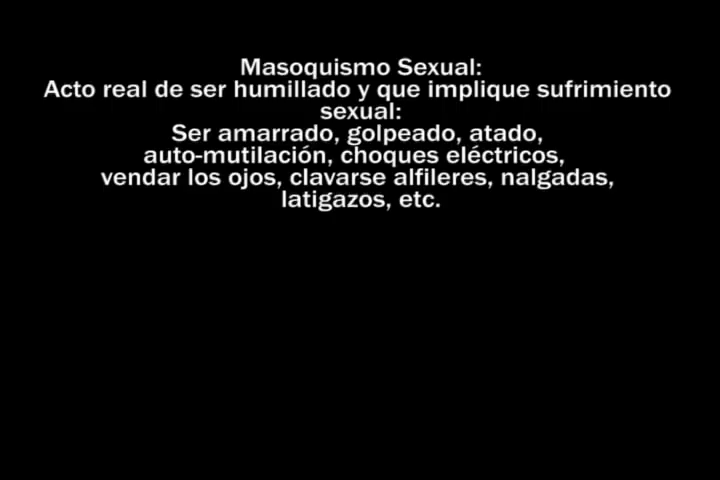 Masoquismo Sexual:
Acto real de ser humillado y que implique sufrimiento
sexual:
Ser amarrado, golpeado, atado,
auto-mutilación, choques eléctricos,
vendar los ojos, clavarse alfileres, nalgadas,
latigazos, etc.